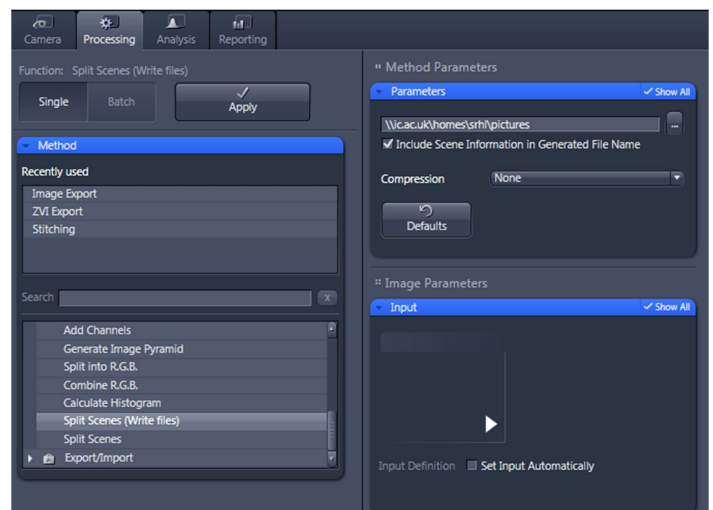 Camera
Processing
Analysis
Reporting
Function: Split Scenes (Write files)
Single
Batch
Apply
Method
Recently used
Image Export
ZVI Export
Stitching
Search
x
Add Channels
Generate Image Pyramid
Split into R.G.B.
Combine R.G.B.
Calculate Histogram
Split Scenes (Write files)
Split Scenes
Export/Import
Method Parameters
Parameters
Show All
\\ic.ac.uk\homes\srhl\pictures
...
Include Scene Information in Generated File Name
Compression
None
Defaults
Image Parameters
Input
Show All
Input Definition
Set Input Automatically